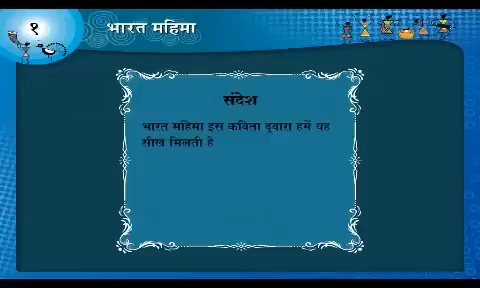 १
भारत महिमा
संदेश
भारत महिमा इस कविता द्वारा हमें यह
सीख मिलती है